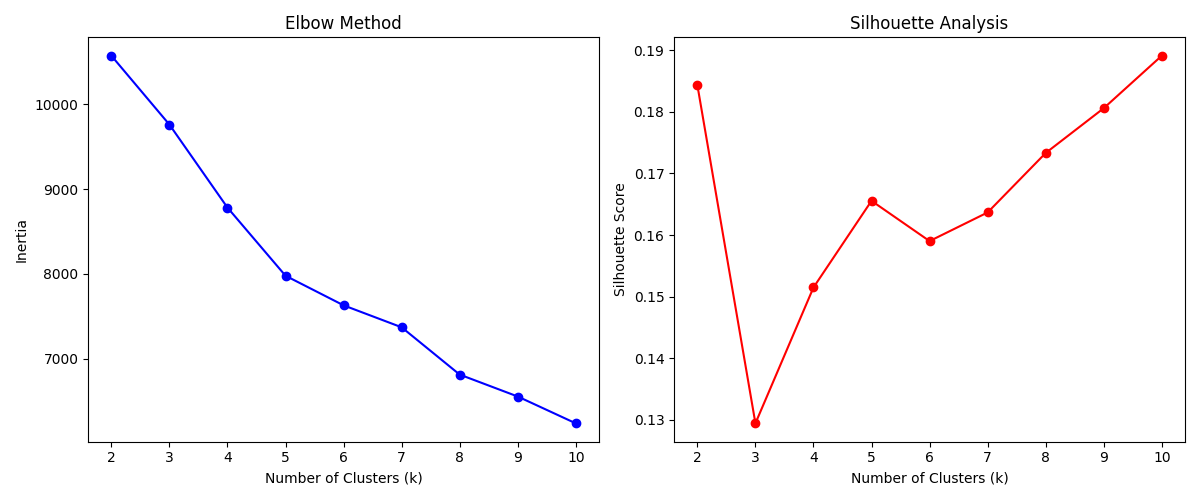 Elbow Method
Inertia
10000
9000
8000
7000
2 3 4 5 6 7 8 9 10
Number of Clusters (k)
Silhouette Analysis
Silhouette Score
0.19
0.18
0.17
0.16
0.15
0.14
0.13
2 3 4 5 6 7 8 9 10
Number of Clusters (k)